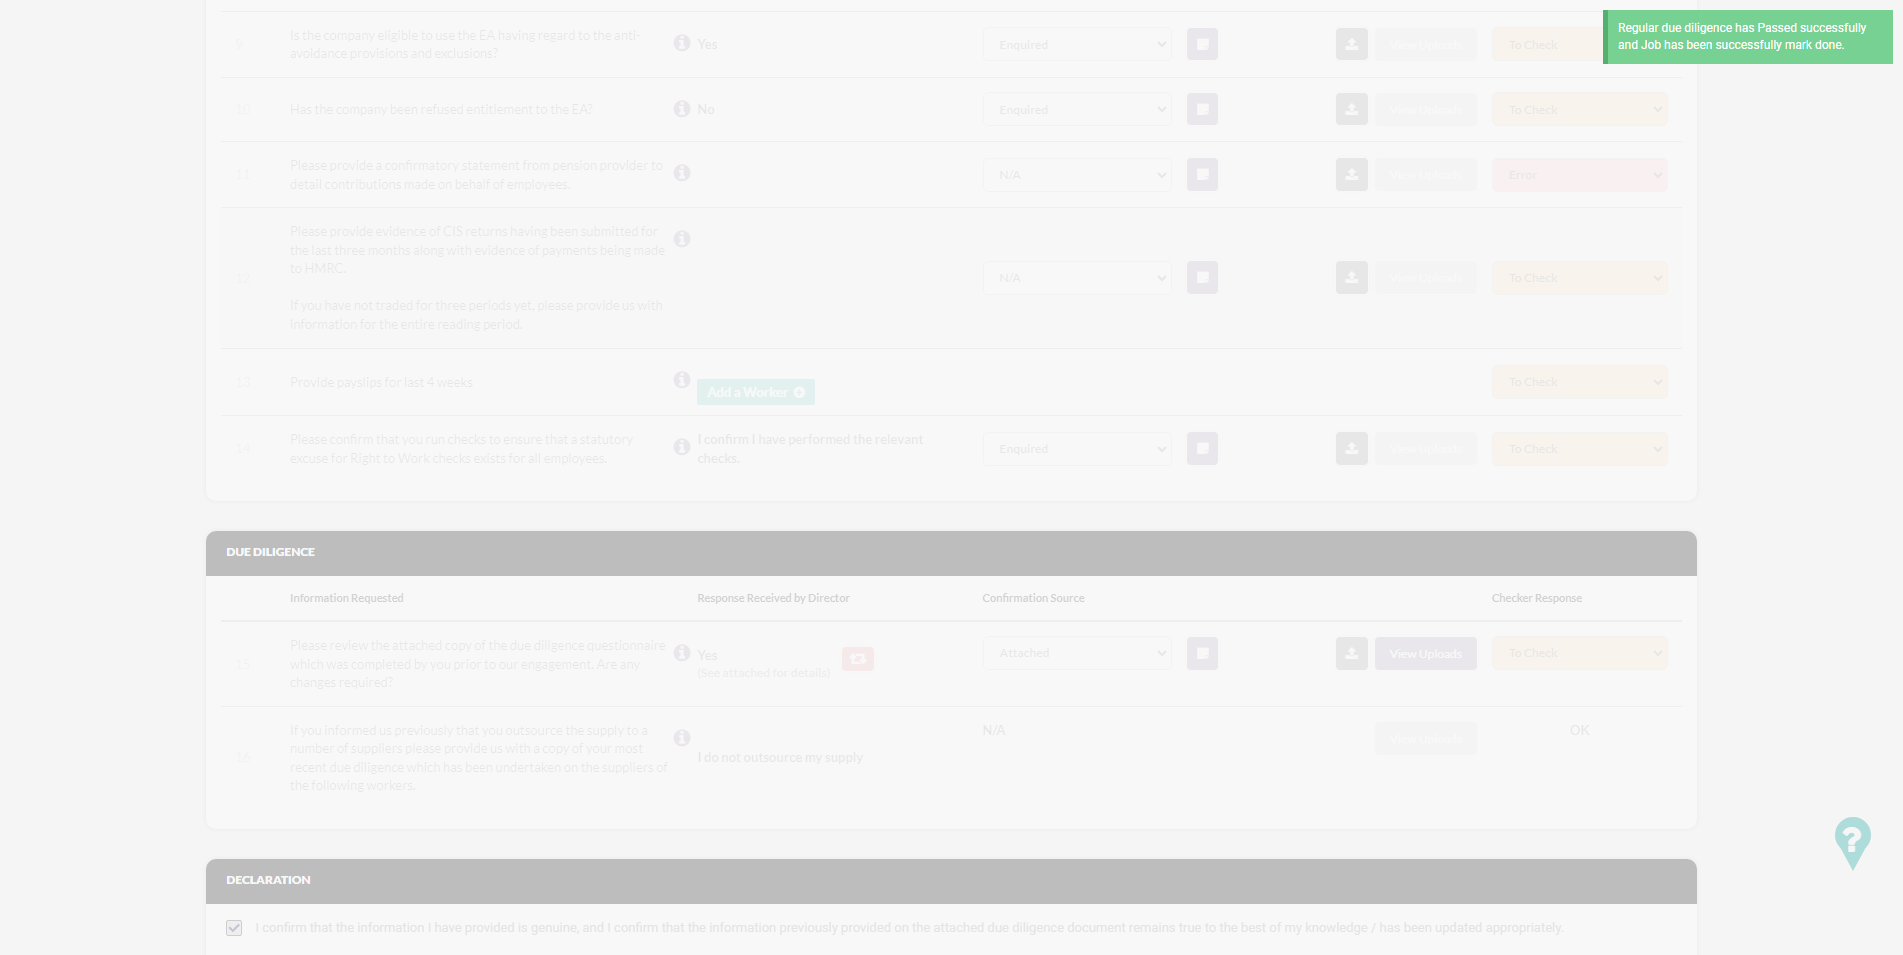 Regular due diligence has Passed successfully
and Job has been successfully mark done.
9 Is the company eligible to use the EA having regard to the anti-
avoidance provisions and exclusions? Yes Enquired View Uploads To Check
10 Has the company been refused entitlement to the EA? No Enquired View Uploads To Check
11 Please provide a confirmatory statement from pension provider to
detail contributions made on behalf of employees. N/A View Uploads Error
12 Please provide evidence of CIS returns having been submitted for
the last three months along with evidence of payments being made
to HMRC. N/A View Uploads To Check
If you have not traded for three periods yet, please provide us with
information for the entire reading period.
13 Provide payslips for last 4 weeks Add a Worker To Check
14 Please confirm that you run checks to ensure that a statutory
excuse for Right to Work checks exists for all employees.
I confirm I have performed the relevant
checks.
Enquired View Uploads To Check
DUE DILIGENCE
Information Requested Response Received by Director Confirmation Source Checker Response
15 Please review the attached copy of the due diligence questionnaire
which was completed by you prior to our engagement. Are any
changes required?
Yes
(See attached for details)
Attached View Uploads To Check
16 If you informed us previously that you outsource the supply to a
number of suppliers please provide us with a copy of your most
recent due diligence which has been undertaken on the suppliers of
the following workers.
I do not outsource my supply
N/A View Uploads OK
DECLARATION
I confirm that the information I have provided is genuine, and I confirm that the information previously provided on the attached due diligence document remains true to the best of my knowledge / has been updated appropriately.
?